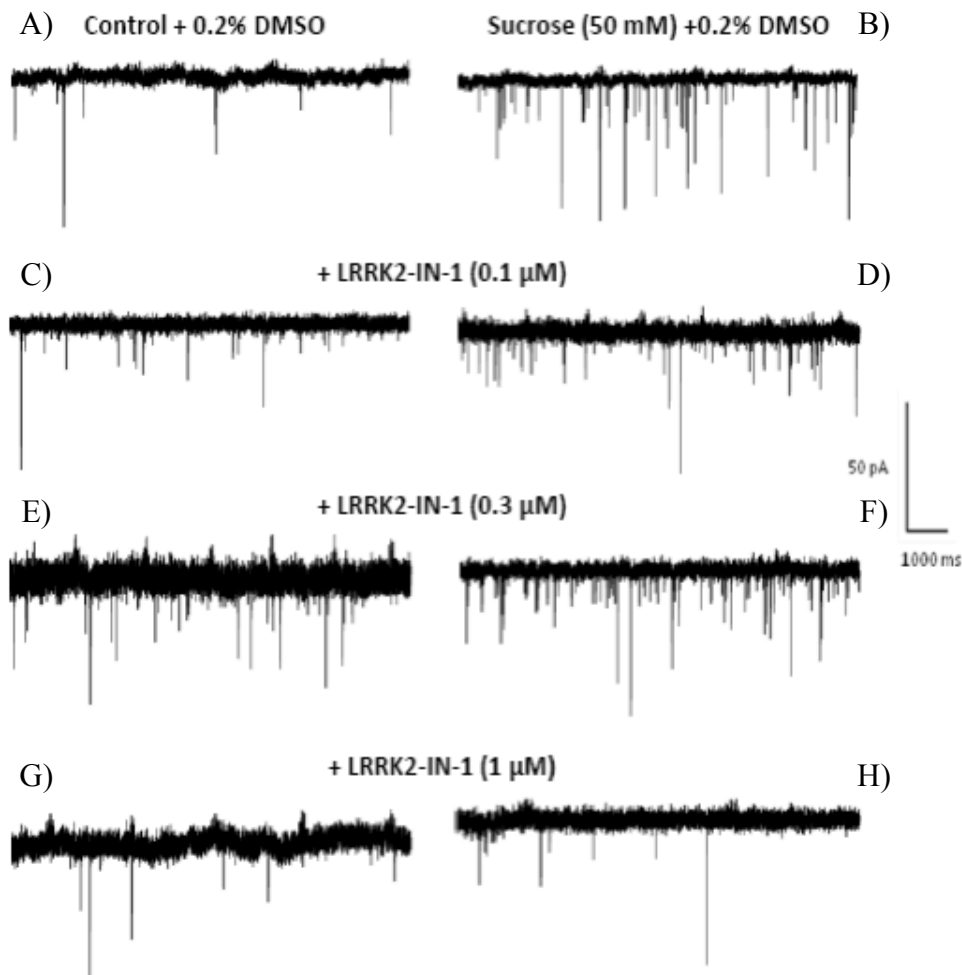 A) Control + 0.2% DMSO Sucrose (50 mM) +0.2% DMSO B)
C) + LRRK2-IN-1 (0.1 μM) D)
50 pA
E) + LRRK2-IN-1 (0.3 μM) F)
1000 ms
G) + LRRK2-IN-1 (1 μM) H)